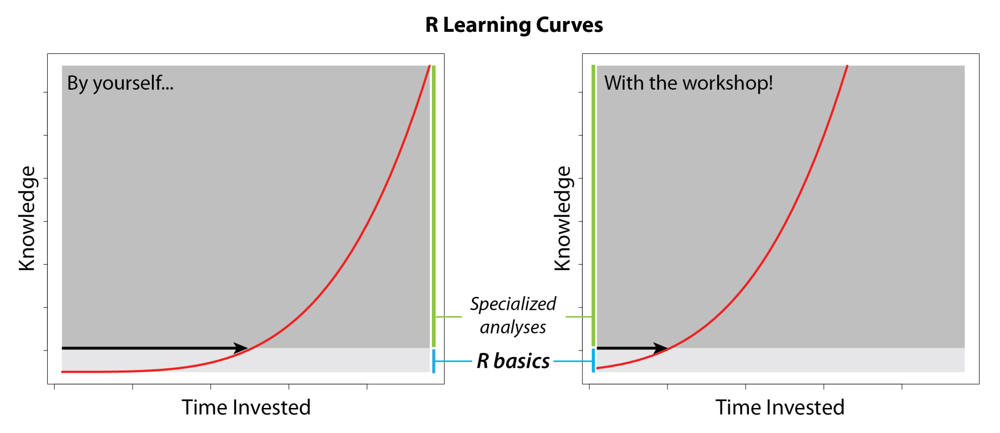 R Learning Curves
By yourself...
With the workshop!
Knowledge
Knowledge
Specialized
analyses
R basics
Time Invested
Time Invested